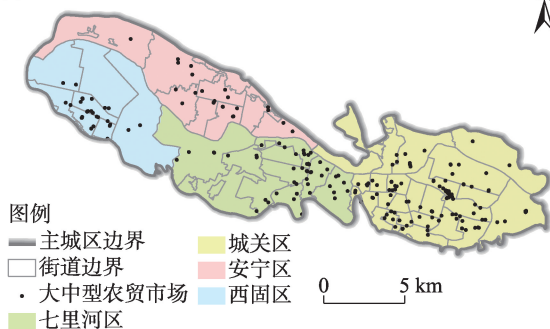 图例
主城区边界
街道边界
大中型农贸市场
七里河区
城关区
安宁区
西固区
0 5 km